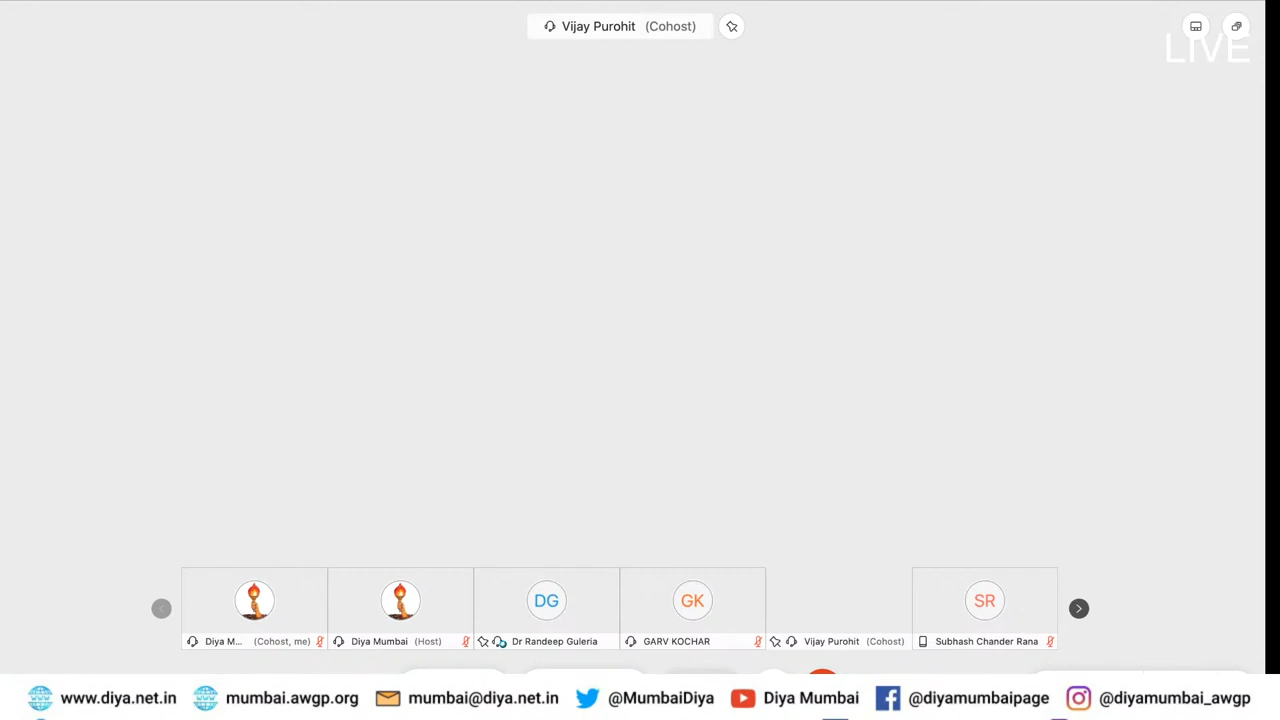 Vijay Purohit (Cohost)
LIVE
DG
GK
SR
Diya M... (Cohost, me)
Diya Mumbai (Host)
Dr Randeep Guleria
GARV KOCHAR
Vijay Purohit (Cohost)
Subhash Chander Rana
www.diya.net.in mumbai.awgp.org mumbai@diya.net.in @MumbaiDiya Diya Mumbai @diyamumbaipage @diyamumbai_awgp